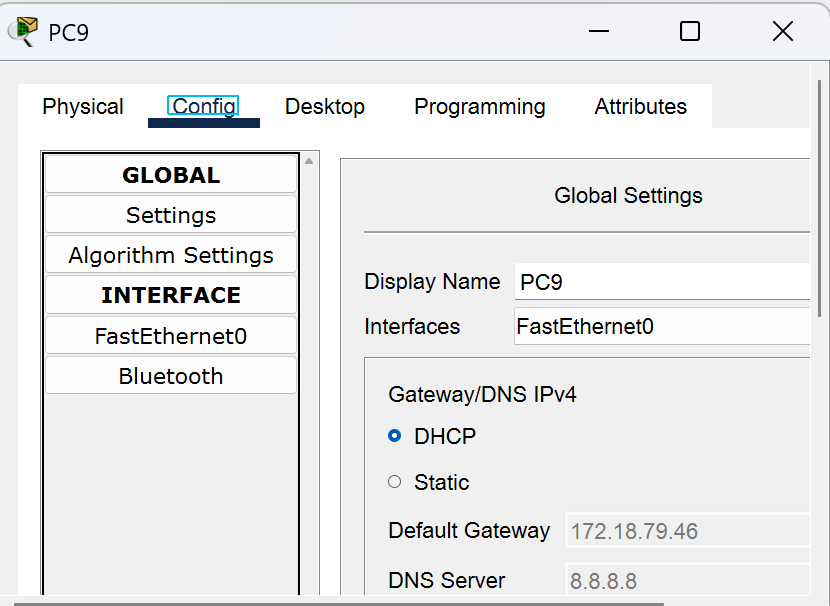 PC9
Physical Config Desktop Programming Attributes
GLOBAL
Settings
Algorithm Settings
INTERFACE
FastEthernet0
Bluetooth
Global Settings
Display Name PC9
Interfaces FastEthernet0
Gateway/DNS IPv4
DHCP
Static
Default Gateway 172.18.79.46
DNS Server 8.8.8.8